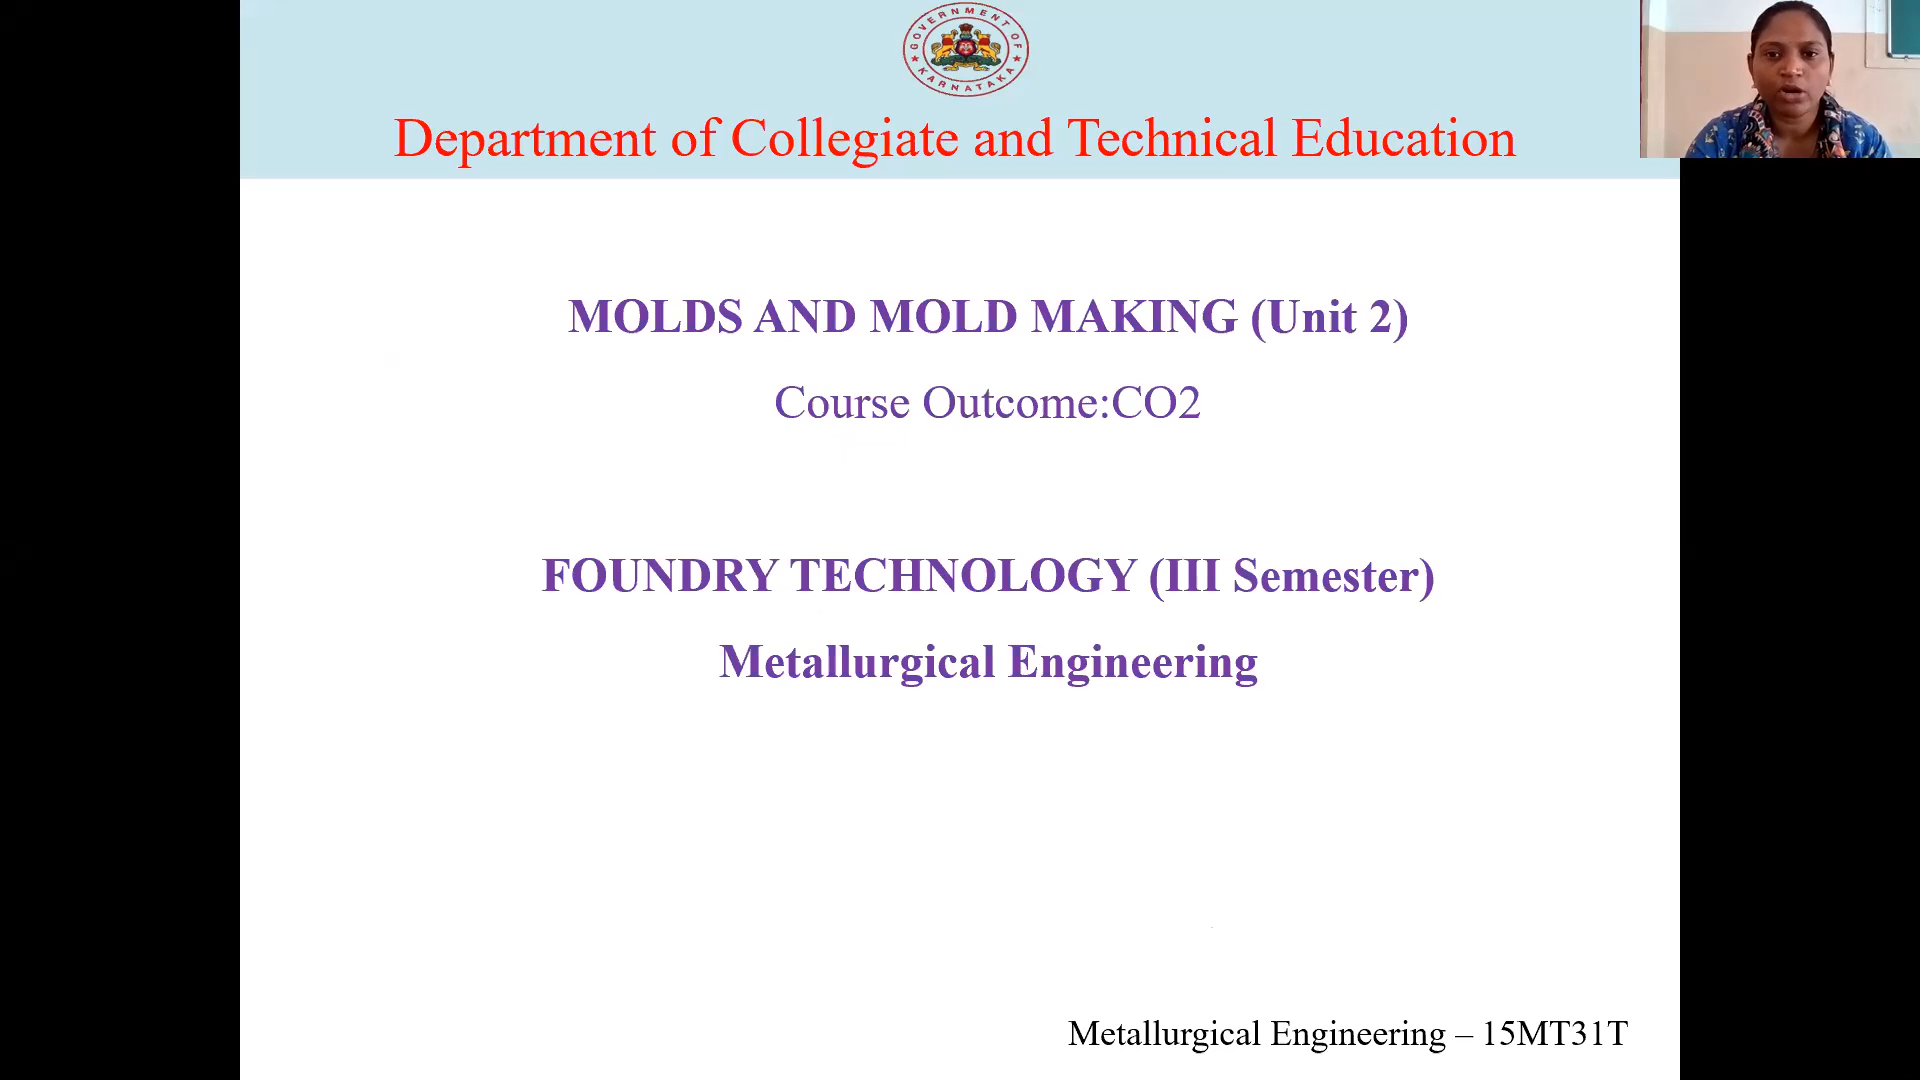 GOVERNMENT OF
KARNATAKA
Department of Collegiate and Technical Education
MOLDS AND MOLD MAKING (Unit 2)
Course Outcome:CO2
FOUNDRY TECHNOLOGY (III Semester)
Metallurgical Engineering
Metallurgical Engineering – 15MT31T